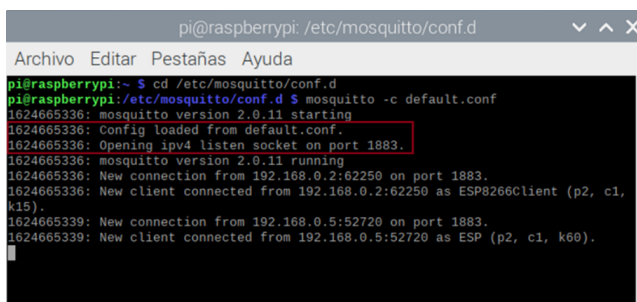 pi@raspberrypi: /etc/mosquitto/conf.d
Archivo Editar Pestañas Ayuda
pi@raspberrypi:~ $ cd /etc/mosquitto/conf.d
pi@raspberrypi:/etc/mosquitto/conf.d $ mosquitto -c default.conf
1624665336: mosquitto version 2.0.11 starting
1624665336: Config loaded from default.conf.
1624665336: Opening ipv4 listen socket on port 1883.
1624665336: mosquitto version 2.0.11 running
1624665336: New connection from 192.168.0.2:62250 on port 1883.
1624665336: New client connected from 192.168.0.2:62250 as ESP8266Client (p2, c1,
k15).
1624665339: New connection from 192.168.0.5:52720 on port 1883.
1624665339: New client connected from 192.168.0.5:52720 as ESP (p2, c1, k60).